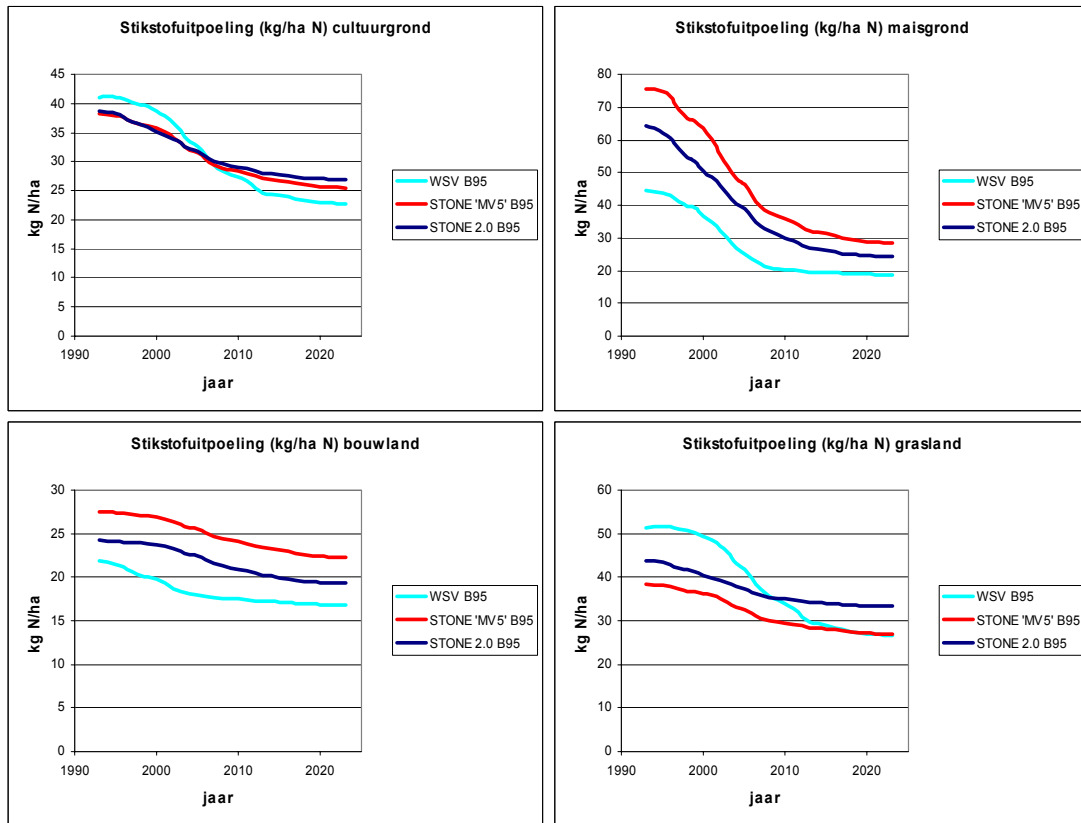 Stikstofuitpoeling (kg/ha N) cultuurgrond
45
40
35
30
25
20
15
10
5
0
kg N/ha
1990 2000 2010 2020
jaar
WSV B95
STONE 'MV5' B95
STONE 2.0 B95
Stikstofuitpoeling (kg/ha N) maisgrond
80
70
60
50
40
30
20
10
0
kg N/ha
1990 2000 2010 2020
jaar
WSV B95
STONE 'MV5' B95
STONE 2.0 B95
Stikstofuitpoeling (kg/ha N) bouwland
30
25
20
15
10
5
0
kg N/ha
1990 2000 2010 2020
jaar
WSV B95
STONE 'MV5' B95
STONE 2.0 B95
Stikstofuitpoeling (kg/ha N) grasland
60
50
40
30
20
10
0
kg N/ha
1990 2000 2010 2020
jaar
WSV B95
STONE 'MV5' B95
STONE 2.0 B95